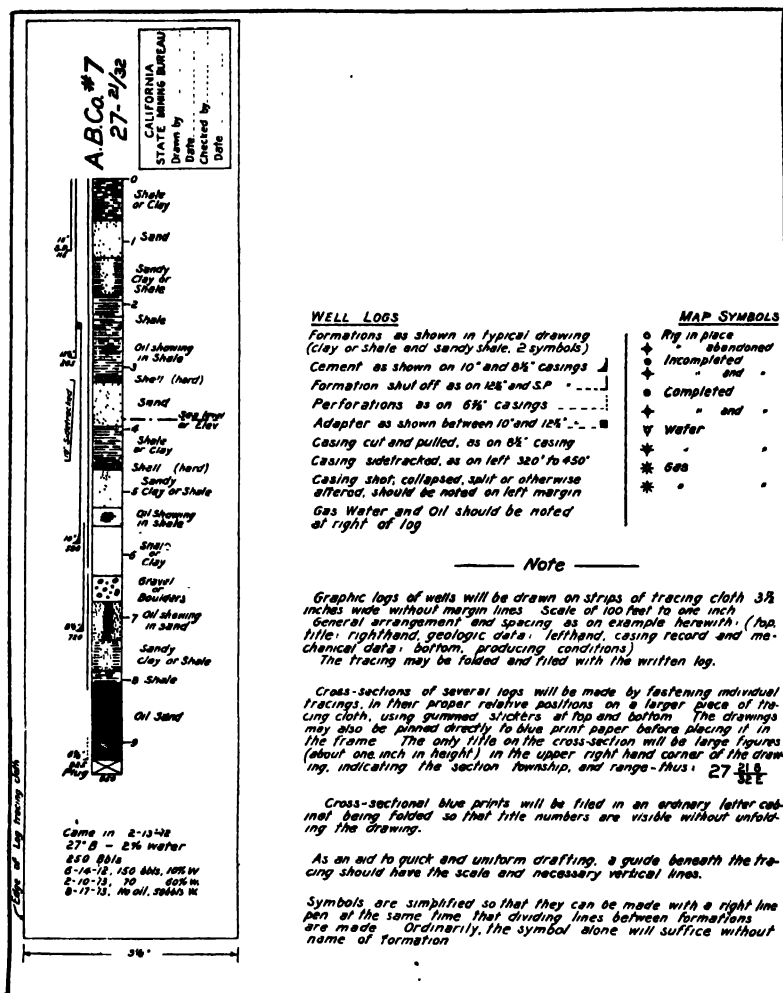 A.B.Co. #7
27-21/32
CALIFORNIA
STATE MINING BUREAU
Drawn by
Date
Checked by
Date
0
Shale
or Clay
1 Sand
Sandy
Clay or
Shale
2
Shale
Oil showing
in Shale
3
Shell (hard)
Sand
Sea level
or Elev
4
Shale
or Clay
Shell (hard)
Sandy
5 Clay or Shale
Oil Showing
in shale
6 Shale
or
Clay
Gravel
or
Boulders
7 Oil showing
in sand
Sandy
Clay or Shale
8 Shale
Oil Sand
9
Plug
10" Sidetracked
Edge of Log tracing cloth
Came in 2-13-12
27° B - 2% water
250 Bbls
6-14-12, 150 bbls, 10% W
2-10-13, 70 60% W.
8-17-13, No oil, 500bbls W.
3½"
WELL LOGS
Formations as shown in typical drawing
(clay or shale and sandy shale, 2 symbols)
Cement as shown on 10" and 8½" casings
Formation shut off as on 12½" and S.P "
Perforations as on 6⅝" casings
Adapter as shown between 10" and 12½"
Casing cut and pulled, as on 8½" casing
Casing sidetracked, as on left 320' to 450'
Casing shot, collapsed, split or otherwise
altered, should be noted on left margin
Gas Water and Oil should be noted
at right of log
MAP SYMBOLS
Rig in place
" abandoned
Incompleted
" and "
Completed
" and "
Water
"
Gas
"
Note
Graphic logs of wells will be drawn on strips of tracing cloth 3½
inches wide without margin lines Scale of 100 feet to one inch
General arrangement and spacing as on example herewith: (top,
title: righthand, geologic data: lefthand, casing record and me-
chanical data: bottom, producing conditions)
The tracing may be folded and filed with the written log.
Cross-sections of several logs will be made by fastening individual
tracings, in their proper relative positions on a larger piece of tra-
cing cloth, using gummed stickers at top and bottom The drawings
may also be pinned directly to blue print paper before placing it in
the frame The only title on the cross-section will be large figures
(about one inch in height) in the upper right hand corner of the draw
ing, indicating the section township, and range-thus: 27 21 S
32 E
Cross-sectional blue prints will be filed in an ordinary letter cab-
inet being folded so that title numbers are visible without unfold-
ing the drawing.
As an aid to quick and uniform drafting, a guide beneath the tra-
cing should have the scale and necessary vertical lines.
Symbols are simplified so that they can be made with a right line
pen at the same time that dividing lines between formations
are made Ordinarily, the symbol alone will suffice without
name of formation